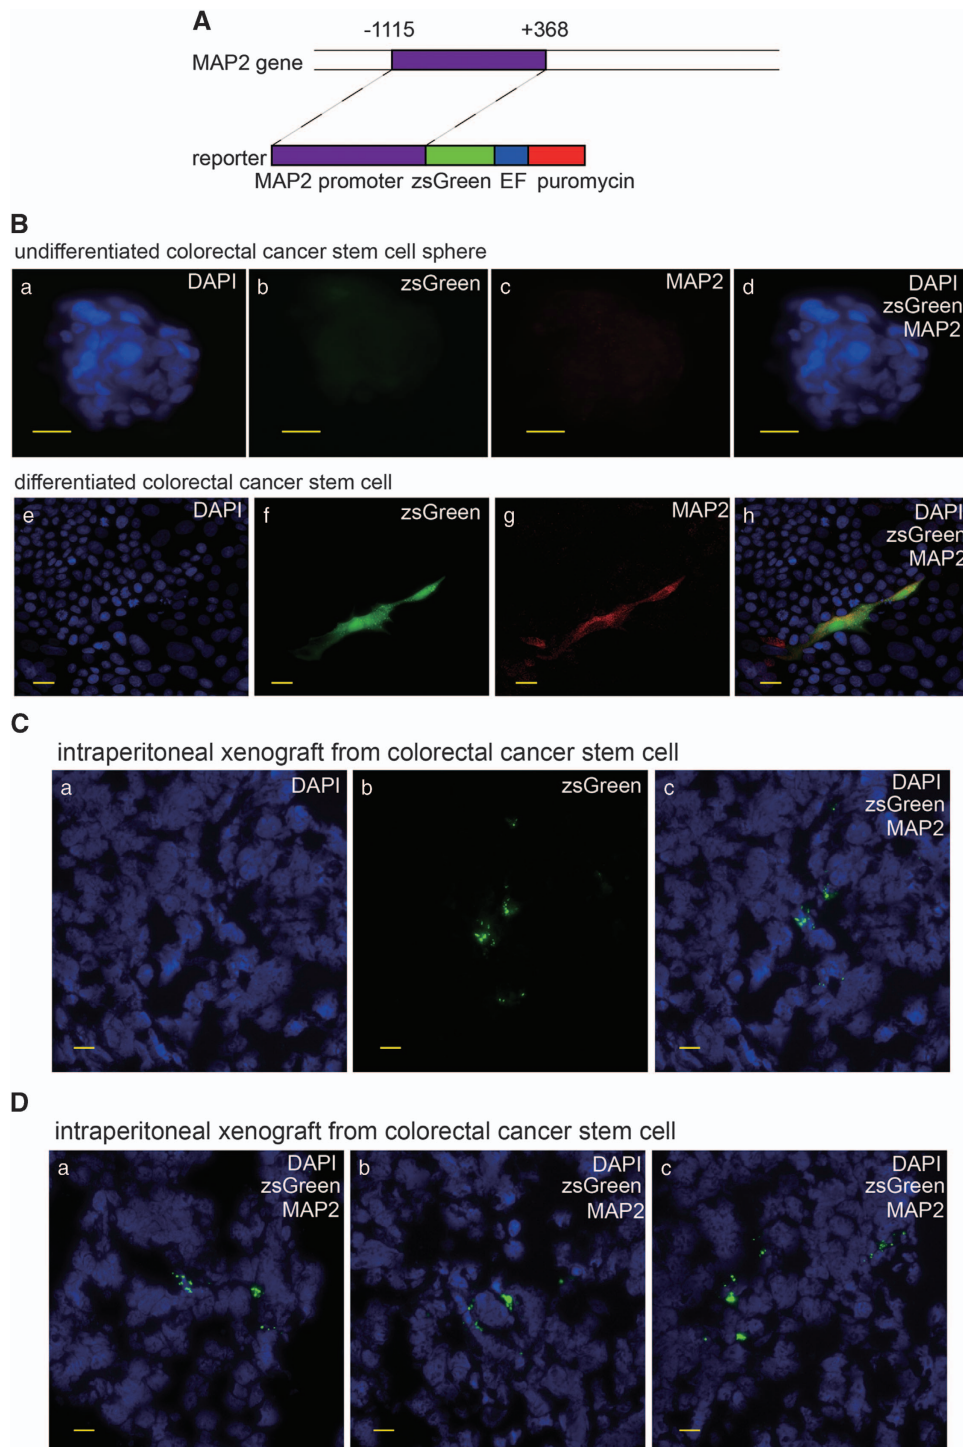 A
-1115 +368
MAP2 gene
reporter
MAP2 promoter zsGreen EF puromycin
B
undifferentiated colorectal cancer stem cell sphere
a DAPI
b zsGreen
c MAP2
d DAPI
zsGreen
MAP2
differentiated colorectal cancer stem cell
e DAPI
f zsGreen
g MAP2
h DAPI
zsGreen
MAP2
C
intraperitoneal xenograft from colorectal cancer stem cell
a DAPI
b zsGreen
c DAPI
zsGreen
MAP2
D
intraperitoneal xenograft from colorectal cancer stem cell
a DAPI
zsGreen
MAP2
b DAPI
zsGreen
MAP2
c DAPI
zsGreen
MAP2